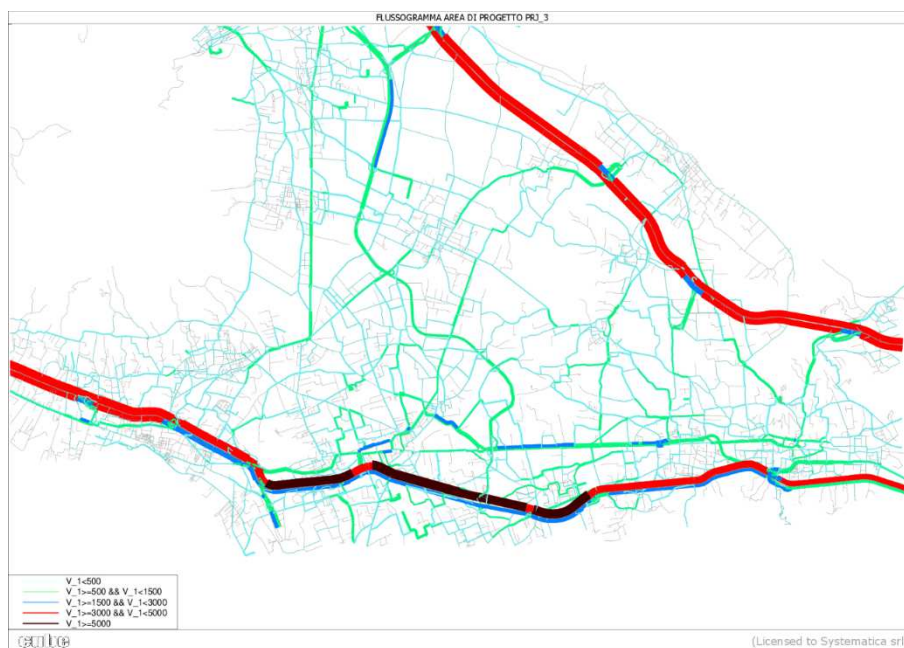 FLUSSOGRAMMA AREA DI PROGETTO PRJ_3
V_1<500
V_1>=500 && V_1<1500
V_1>=1500 && V_1<3000
V_1>=3000 && V_1<5000
V_1>=5000
(Licensed to Systematica srl